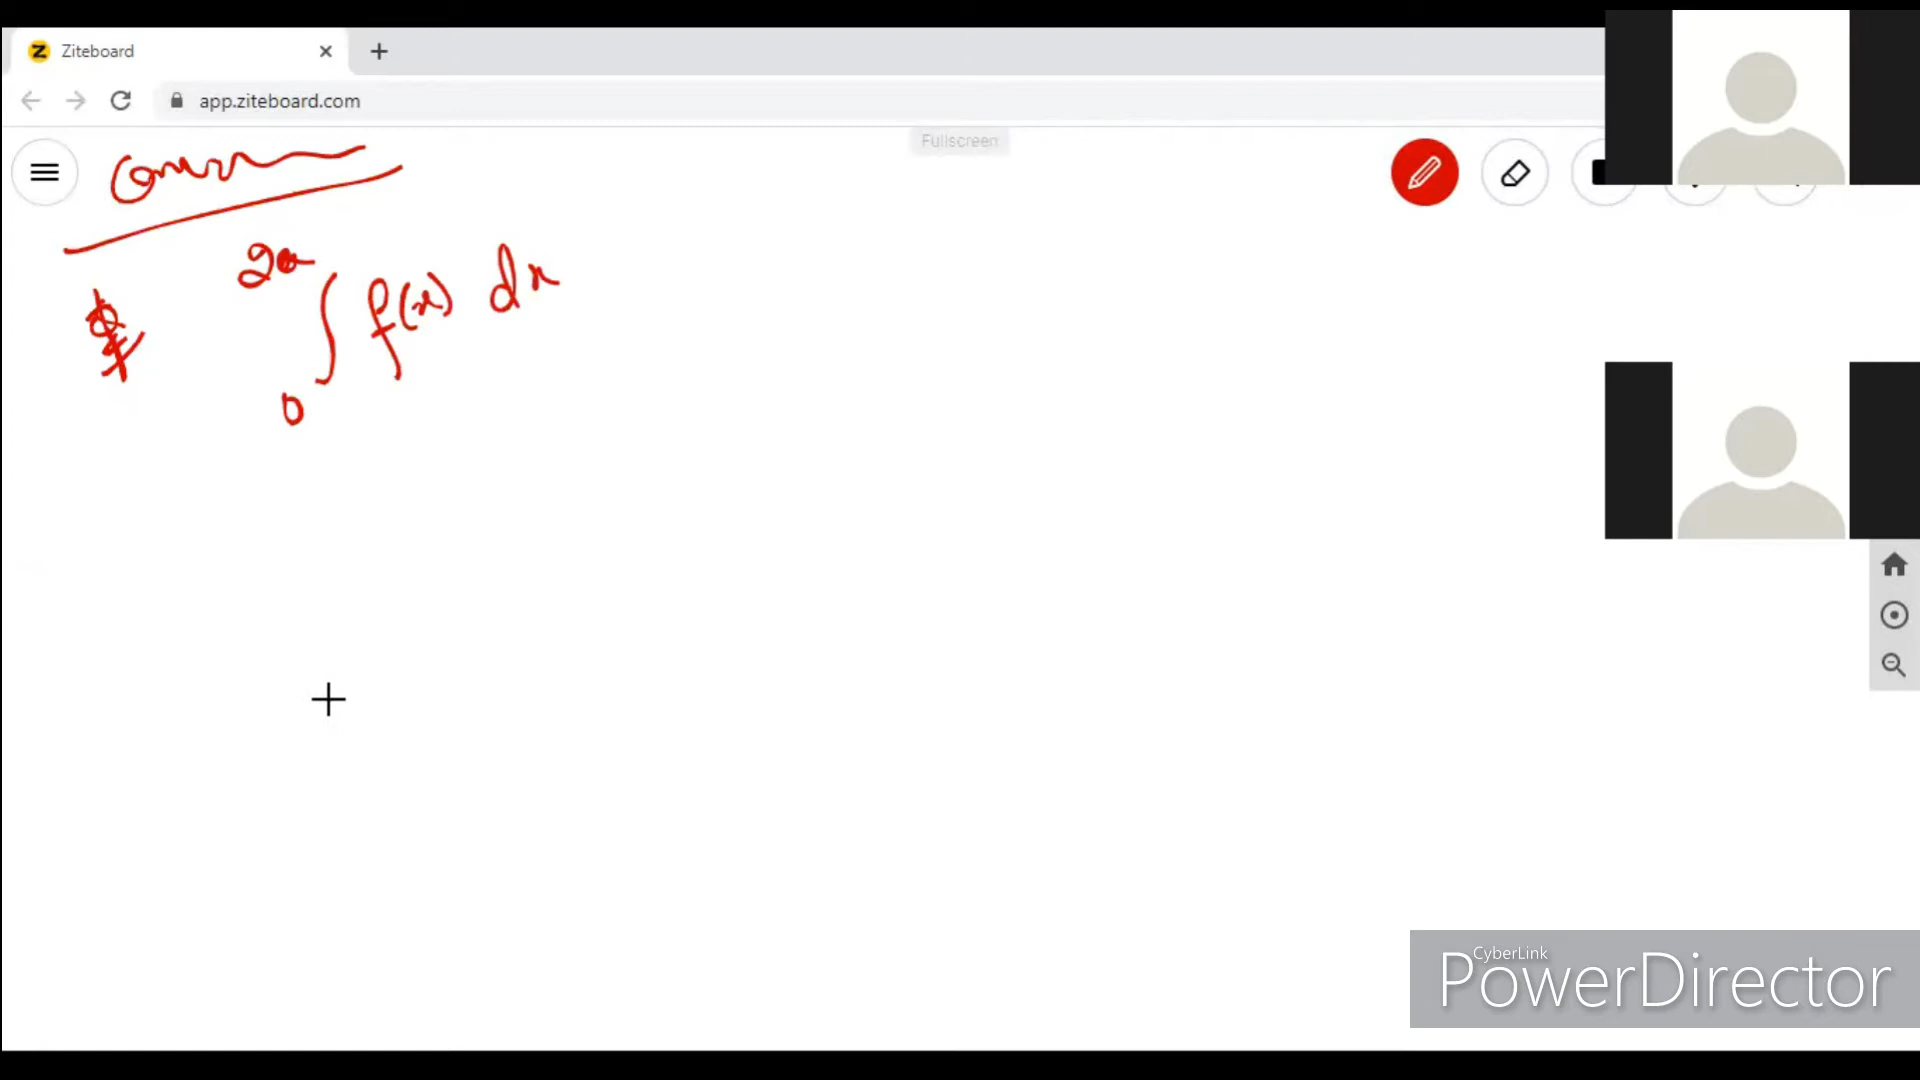 Ziteboard
app.ziteboard.com
Fullscreen
2a
∫ f(x) dx
0
CyberLink
PowerDirector